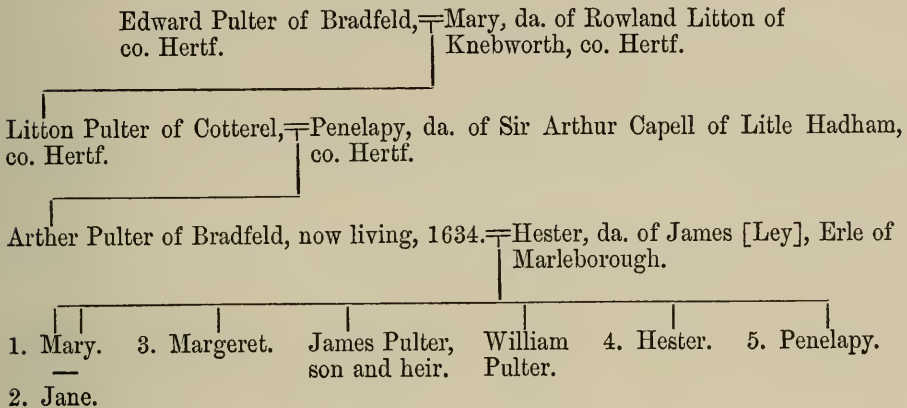 Edward Pulter of Bradfeld, co. Hertf.
Mary, da. of Rowland Litton of Knebworth, co. Hertf.
Litton Pulter of Cotterel, co. Hertf.
Penelapy, da. of Sir Arthur Capell of Litle Hadham, co. Hertf.
Arther Pulter of Bradfeld, now living, 1634.
Hester, da. of James [Ley], Erle of Marleborough.
1. Mary.
2. Jane.
3. Margeret.
James Pulter, son and heir.
William Pulter.
4. Hester.
5. Penelapy.